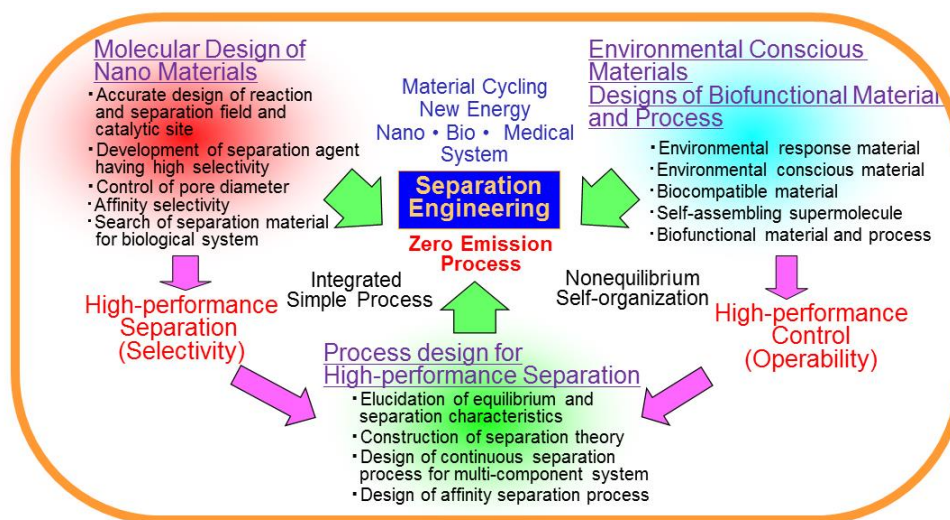 Molecular Design of
Nano Materials
・Accurate design of reaction
and separation field and
catalytic site
・Development of separation agent
having high selectivity
・Control of pore diameter
・Affinity selectivity
・Search of separation material
for biological system
High-performance
Separation
(Selectivity)
Material Cycling
New Energy
Nano・Bio・ Medical
System
Separation
Engineering
Zero Emission
Process
Integrated
Simple Process
Nonequilibrium
Self-organization
Environmental Conscious
Materials
Designs of Biofunctional Material
and Process
・Environmental response material
・Environmental conscious material
・Biocompatible material
・Self-assembling supermolecule
・Biofunctional material and process
High-performance
Control
(Operability)
Process design for
High-performance Separation
・Elucidation of equilibrium and
separation characteristics
・Construction of separation theory
・Design of continuous separation
process for multi-component system
・Design of affinity separation process